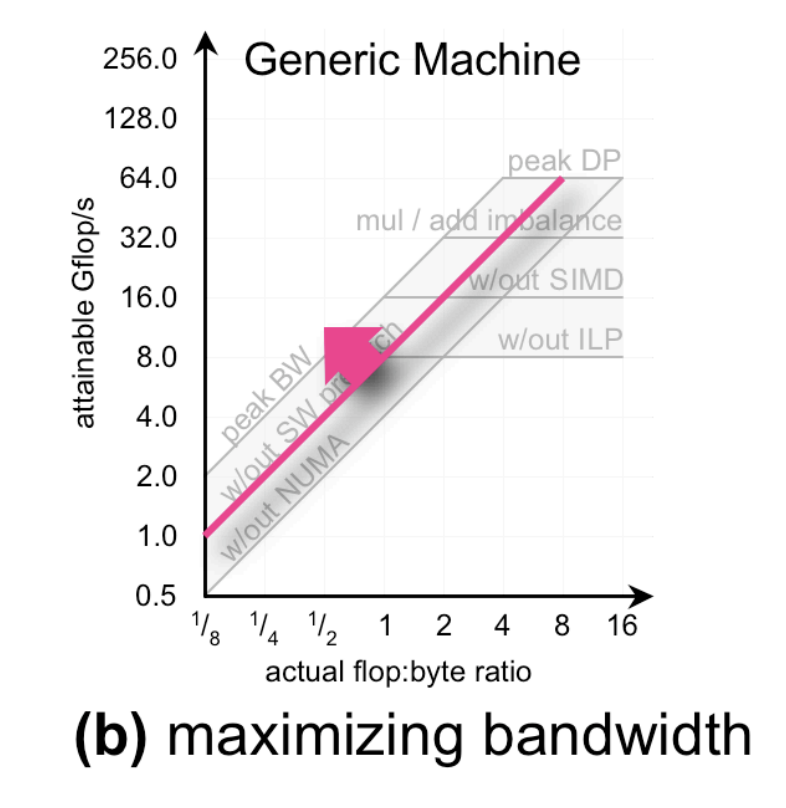 Generic Machine
256.0
128.0
64.0
32.0
16.0
8.0
4.0
2.0
1.0
0.5
attainable Gflop/s
peak DP
mul / add imbalance
w/out SIMD
w/out ILP
peak BW
w/out SW
w/out NUMA
1/8
1/4
1/2
1
2
4
8
16
actual flop:byte ratio
(b) maximizing bandwidth